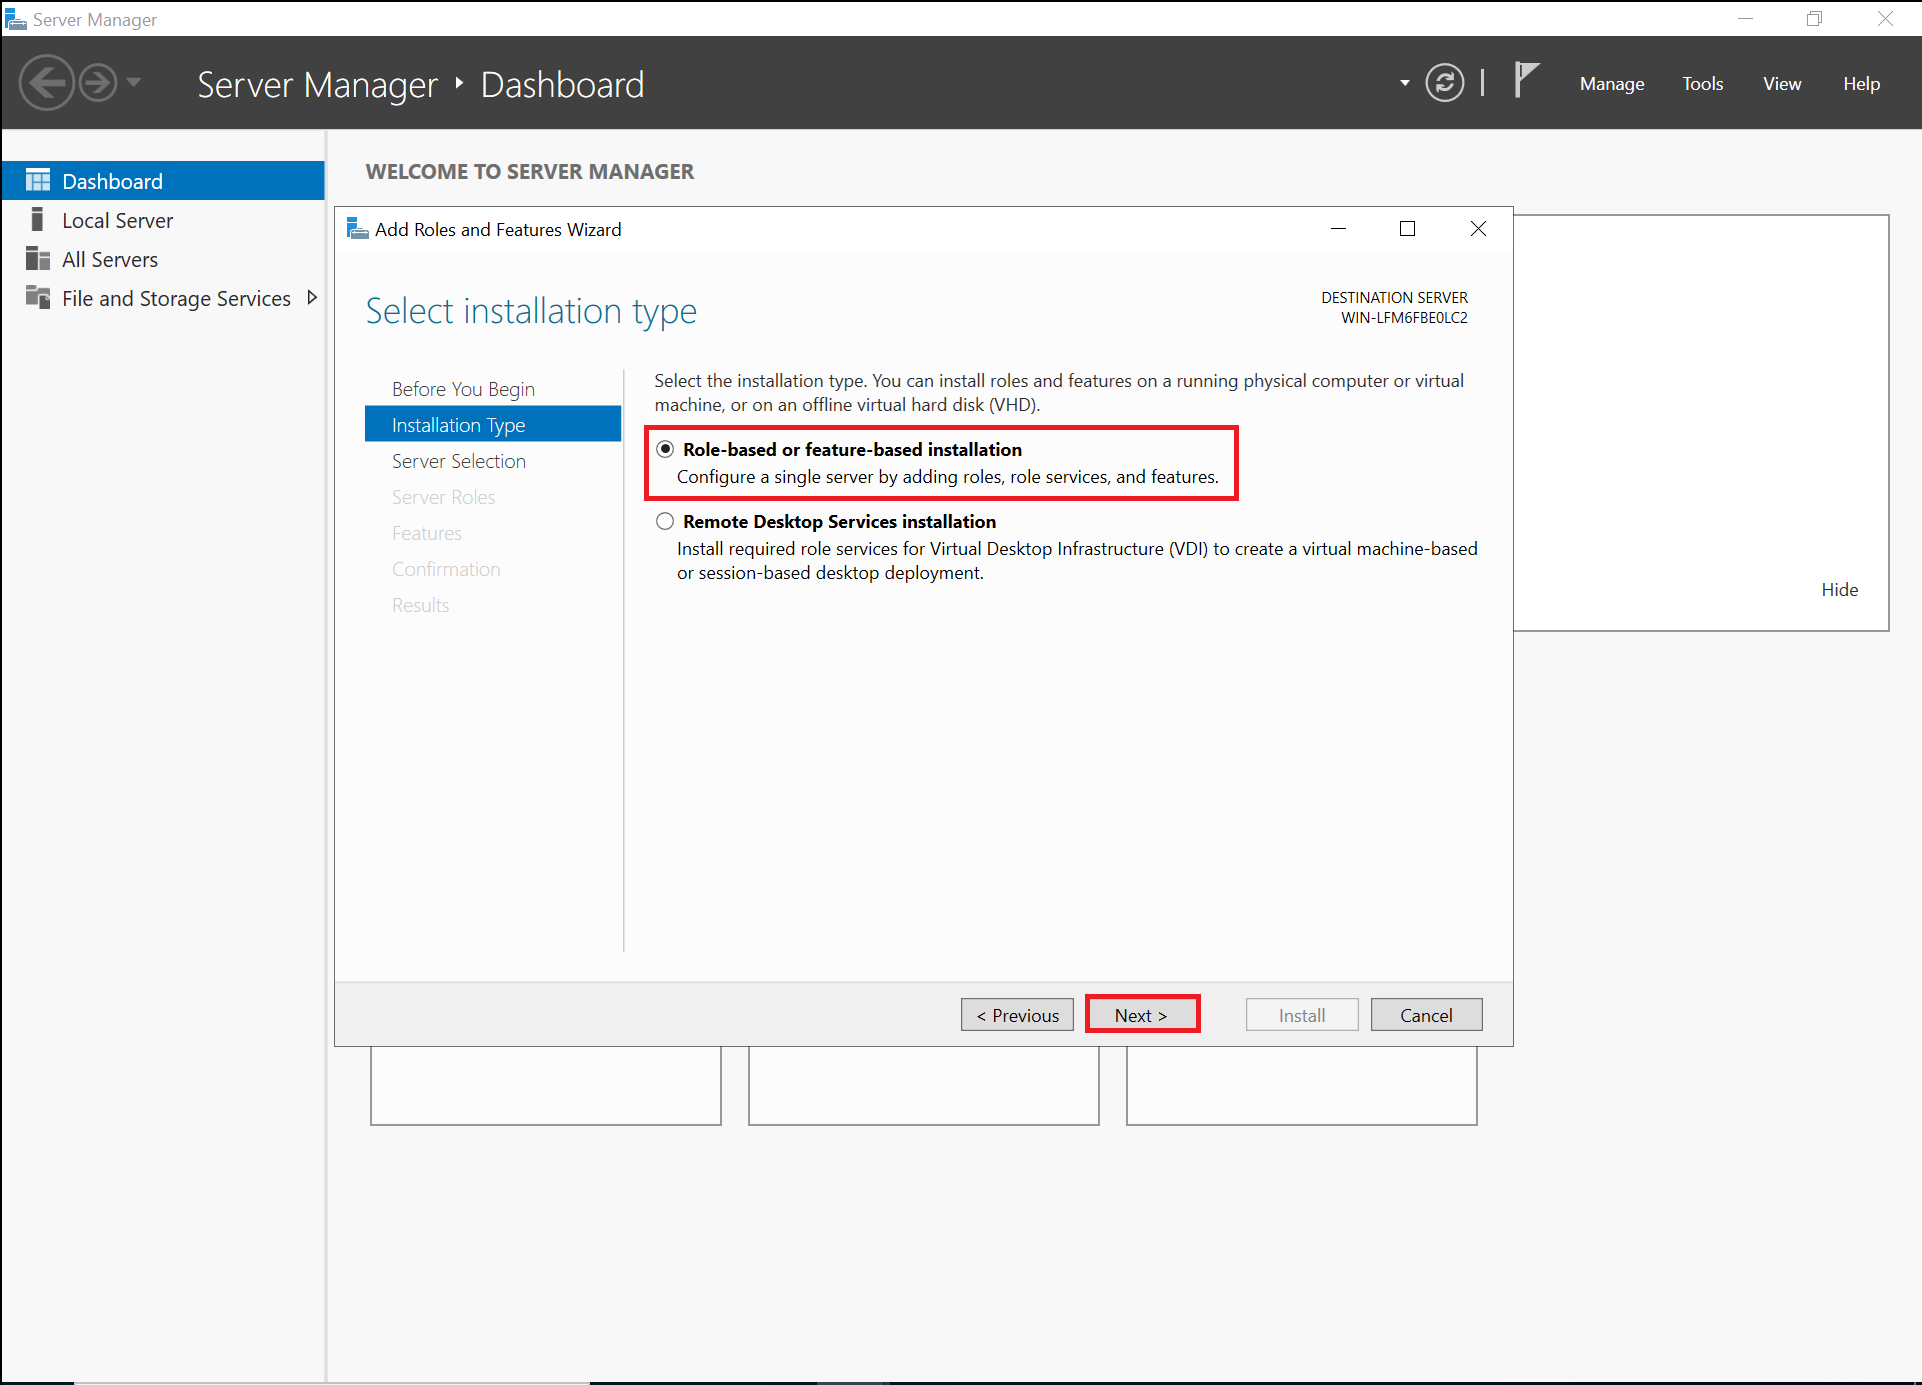 Server Manager
Server Manager ‣ Dashboard
Manage
Tools
View
Help
Dashboard
Local Server
All Servers
File and Storage Services
WELCOME TO SERVER MANAGER
Add Roles and Features Wizard
Select installation type
DESTINATION SERVER
WIN-LFM6FBE0LC2
Before You Begin
Installation Type
Server Selection
Server Roles
Features
Confirmation
Results
Select the installation type. You can install roles and features on a running physical computer or virtual
machine, or on an offline virtual hard disk (VHD).
Role-based or feature-based installation
Configure a single server by adding roles, role services, and features.
Remote Desktop Services installation
Install required role services for Virtual Desktop Infrastructure (VDI) to create a virtual machine-based
or session-based desktop deployment.
Hide
< Previous
Next >
Install
Cancel